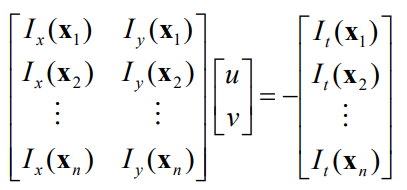 I_x(x_1) I_y(x_1) I_t(x_1)
I_x(x_2) I_y(x_2) u I_t(x_2)
⋮ ⋮ v = − ⋮
I_x(x_n) I_y(x_n) I_t(x_n)